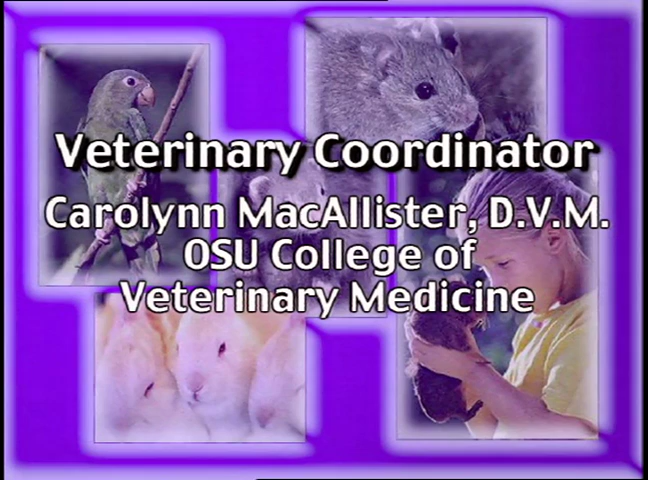 Veterinary Coordinator
Carolynn MacAllister, D.V.M.
OSU College of
Veterinary Medicine